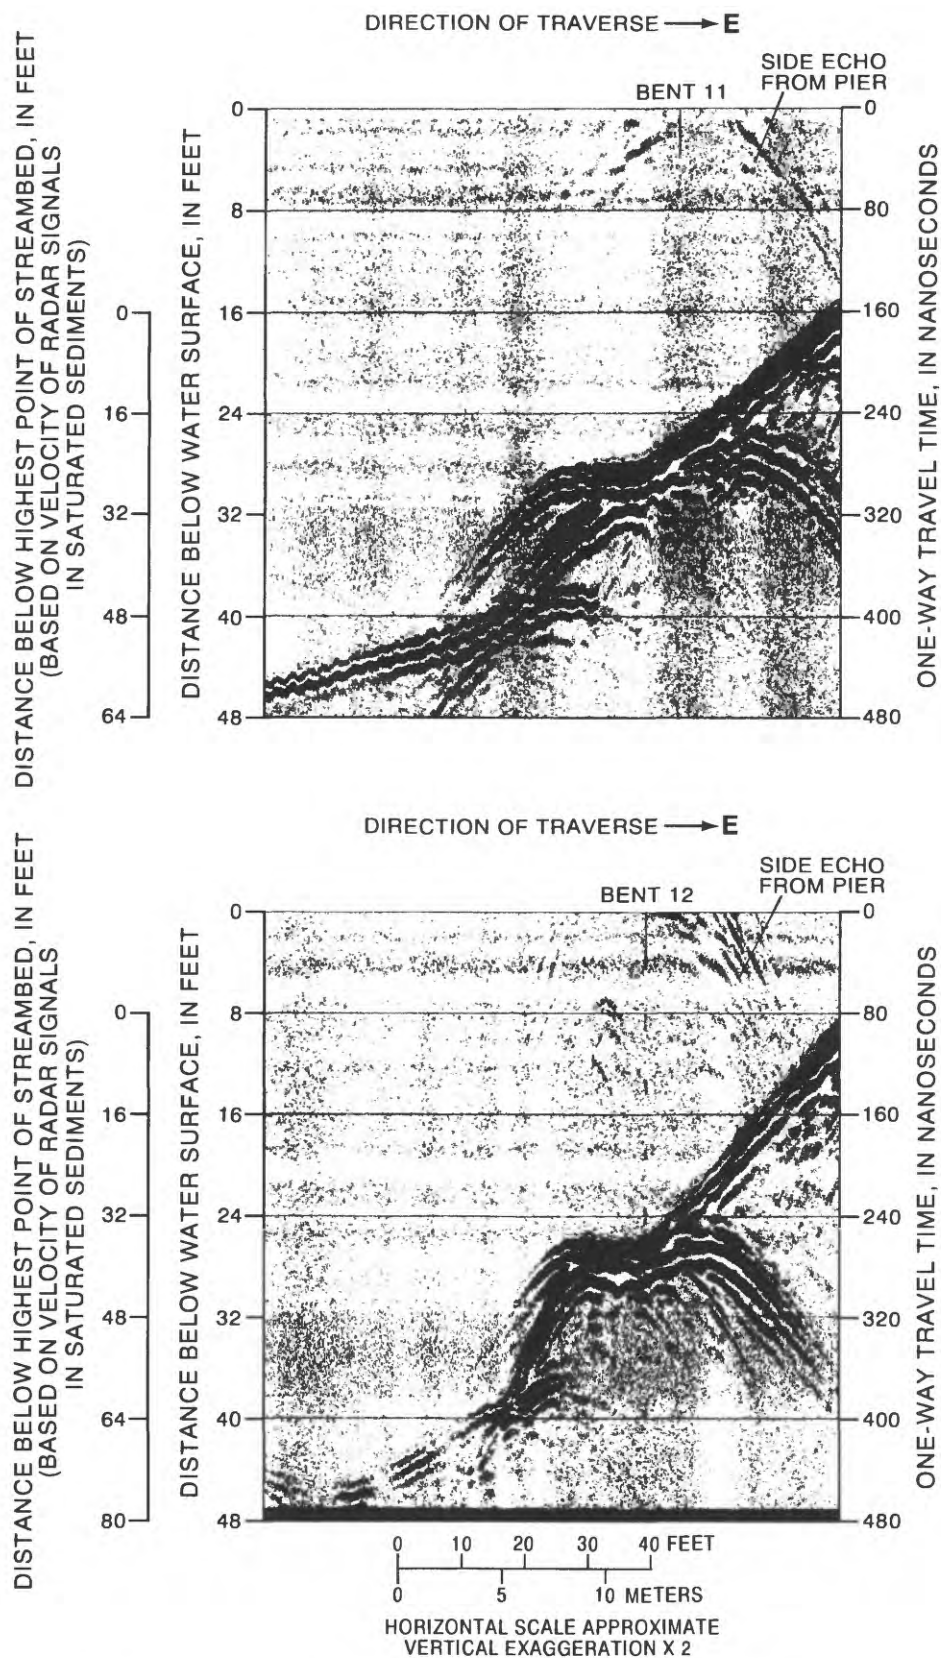 DIRECTION OF TRAVERSE → E
SIDE ECHO
FROM PIER
BENT 11
DISTANCE BELOW HIGHEST POINT OF STREAMBED, IN FEET
(BASED ON VELOCITY OF RADAR SIGNALS
IN SATURATED SEDIMENTS)
0
16
32
48
64
DISTANCE BELOW WATER SURFACE, IN FEET
0
8
16
24
32
40
48
0
80
160
240
320
400
480
ONE-WAY TRAVEL TIME, IN NANOSECONDS
DIRECTION OF TRAVERSE → E
SIDE ECHO
FROM PIER
BENT 12
DISTANCE BELOW HIGHEST POINT OF STREAMBED, IN FEET
(BASED ON VELOCITY OF RADAR SIGNALS
IN SATURATED SEDIMENTS)
0
16
32
48
64
80
DISTANCE BELOW WATER SURFACE, IN FEET
0
8
16
24
32
40
48
0
80
160
240
320
400
480
ONE-WAY TRAVEL TIME, IN NANOSECONDS
0 10 20 30 40 FEET
0 5 10 METERS
HORIZONTAL SCALE APPROXIMATE
VERTICAL EXAGGERATION X 2